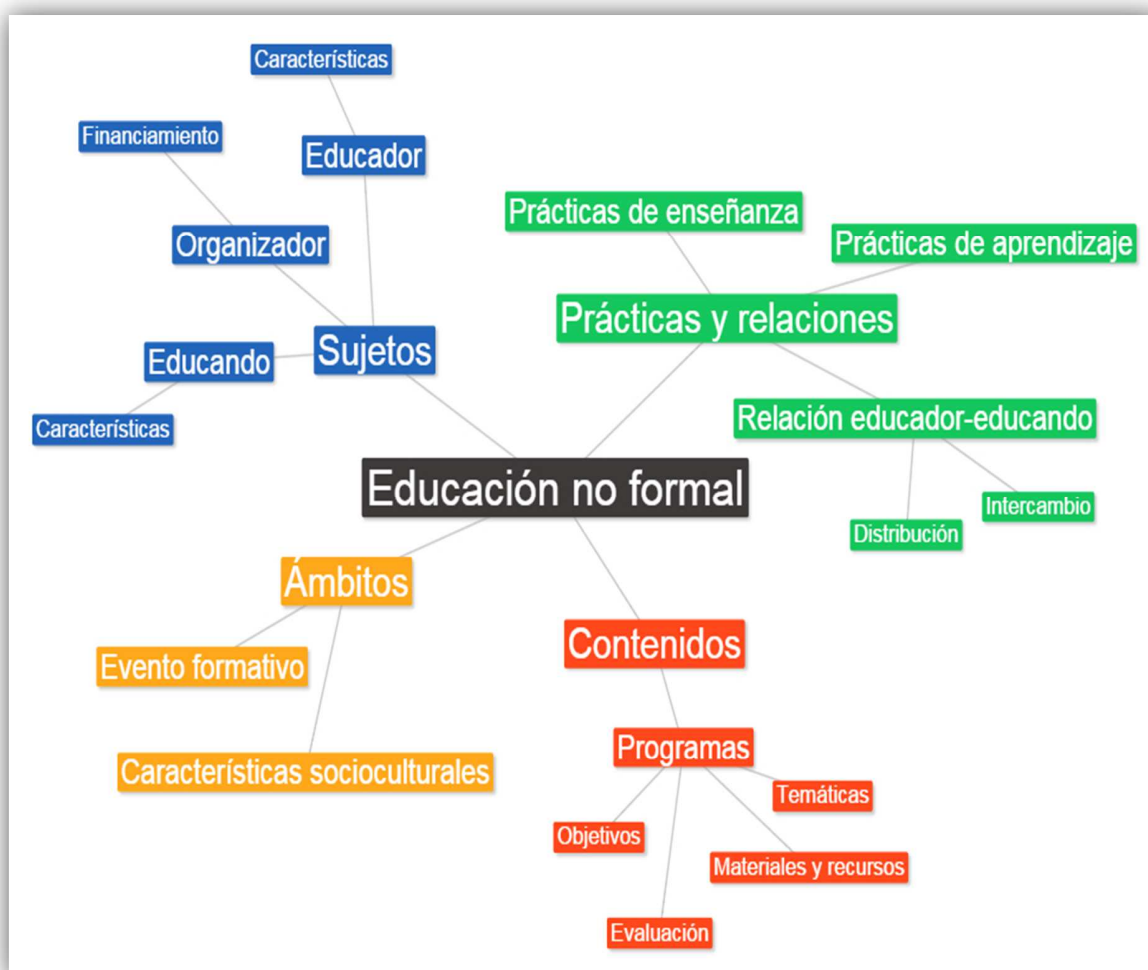 Características
Financiamiento
Educador
Organizador
Educando
Sujetos
Características
Prácticas de enseñanza
Prácticas de aprendizaje
Prácticas y relaciones
Relación educador-educando
Intercambio
Distribución
Educación no formal
Ámbitos
Evento formativo
Características socioculturales
Contenidos
Programas
Temáticas
Objetivos
Materiales y recursos
Evaluación